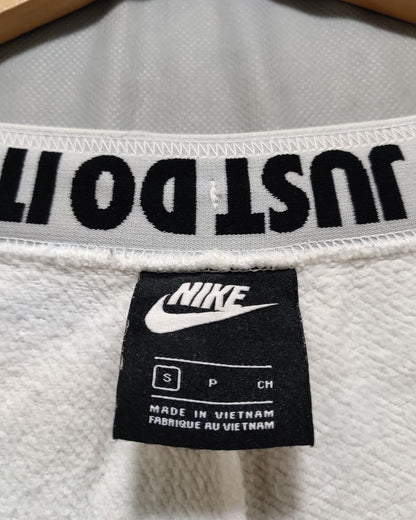 JUST DO IT
NIKE
S P CH
MADE IN VIETNAM
FABRIQUE AU VIETNAM